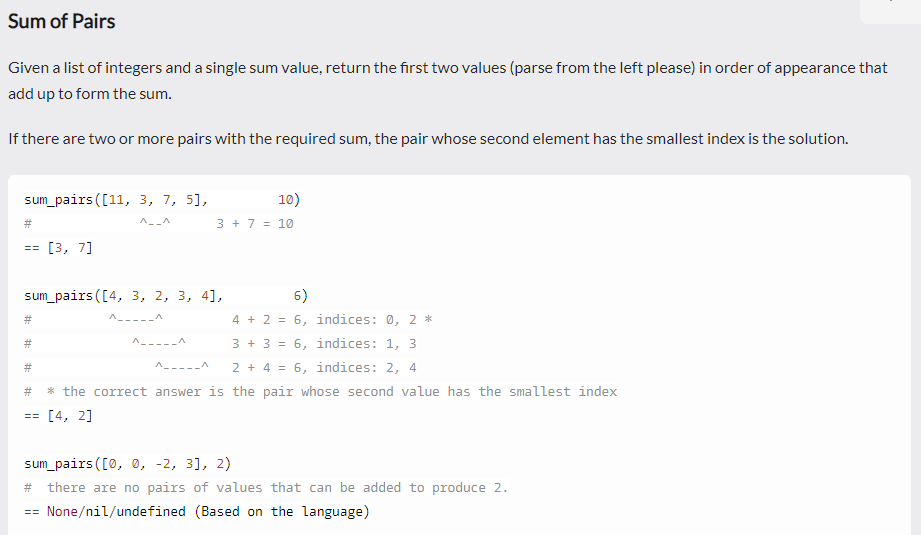 Sum of Pairs
Given a list of integers and a single sum value, return the first two values (parse from the left please) in order of appearance that
add up to form the sum.
If there are two or more pairs with the required sum, the pair whose second element has the smallest index is the solution.
sum_pairs([11, 3, 7, 5],         10)
#              ^--^      3 + 7 = 10
== [3, 7]
sum_pairs([4, 3, 2, 3, 4],         6)
#          ^-----^         4 + 2 = 6, indices: 0, 2 *
#             ^-----^      3 + 3 = 6, indices: 1, 3
#                ^-----^   2 + 4 = 6, indices: 2, 4
#  * the correct answer is the pair whose second value has the smallest index
== [4, 2]
sum_pairs([0, 0, -2, 3], 2)
#  there are no pairs of values that can be added to produce 2.
== None/nil/undefined (Based on the language)